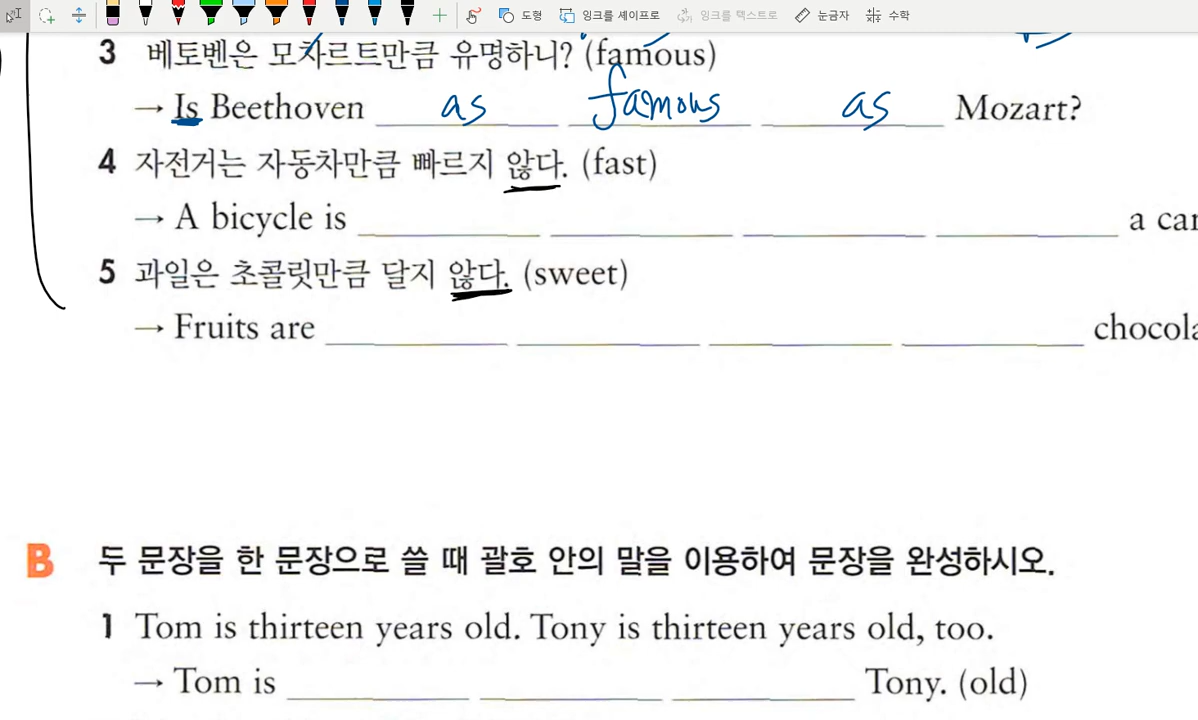 도형 잉크를 셰이프로 잉크를 텍스트로 눈금자 수학
3 베토벤은 모차르트만큼 유명하니? (famous)
→ Is Beethoven as famous as Mozart?
4 자전거는 자동차만큼 빠르지 않다. (fast)
→ A bicycle is a car
5 과일은 초콜릿만큼 달지 않다. (sweet)
→ Fruits are chocola
B 두 문장을 한 문장으로 쓸 때 괄호 안의 말을 이용하여 문장을 완성하시오.
1 Tom is thirteen years old. Tony is thirteen years old, too.
→ Tom is Tony. (old)